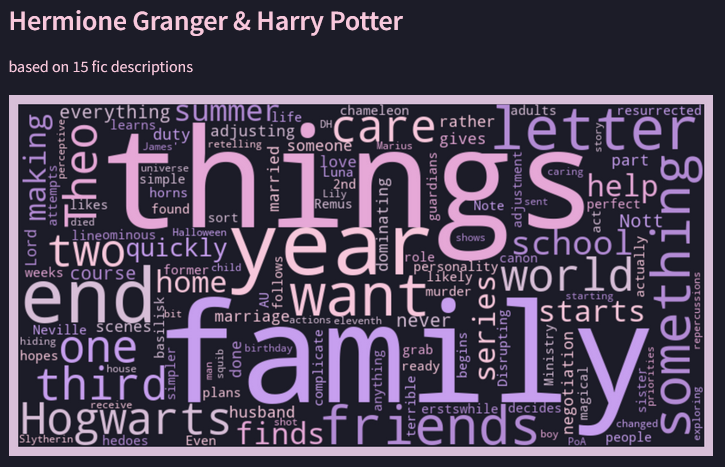 Hermione Granger & Harry Potter
based on 15 fic descriptions
everything summer life chameleon adults resurrected
learns duty adjusting DH care rather letter story
making perceptive Theo James' retelling someone Marius gives part
attempts things universe simple married love Luna guardians adjustment caring help
likes horns 2nd Lily Note sent perfect
Lord died found sort Remus dominating act Nott something
lineominous Halloween year shows school
two quickly role canon actually
weeks course former child follows personality world
end home AU want likely murder series starting
basilisk bit marriage actions eleventh never starts repercussions
Neville scenes family Disrupting Ministry
hiding one man squib done birthday complicate grab begins negotiation priorities
hopes house simpler anything ready magical sister
third plans terrible
receive husband erstwhile decides changed exploring
Hogwarts shot friends boy people
Slytherin hedoes Even finds PoA